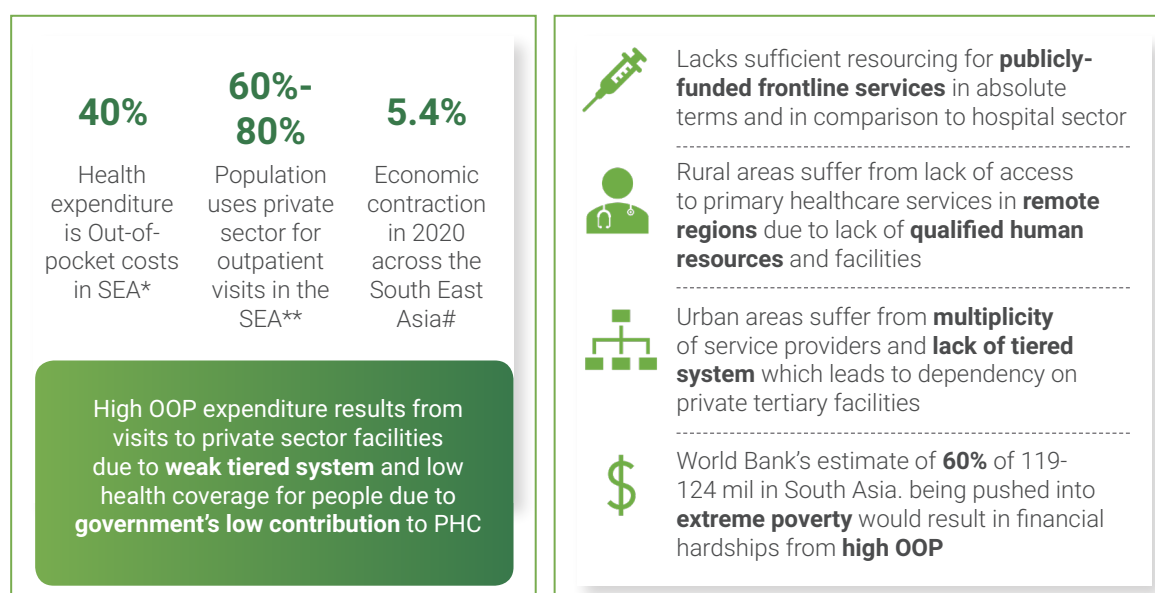 40%
Health
expenditure
is Out-of-
pocket costs
in SEA*
60%-
80%
Population
uses private
sector for
outpatient
visits in the
SEA**
5.4%
Economic
contraction
in 2020
across the
South East
Asia#
High OOP expenditure results from
visits to private sector facilities
due to weak tiered system and low
health coverage for people due to
government's low contribution to PHC
Lacks sufficient resourcing for publicly-
funded frontline services in absolute
terms and in comparison to hospital sector
Rural areas suffer from lack of access
to primary healthcare services in remote
regions due to lack of qualified human
resources and facilities
Urban areas suffer from multiplicity
of service providers and lack of tiered
system which leads to dependency on
private tertiary facilities
World Bank's estimate of 60% of 119-
124 mil in South Asia. being pushed into
extreme poverty would result in financial
hardships from high OOP